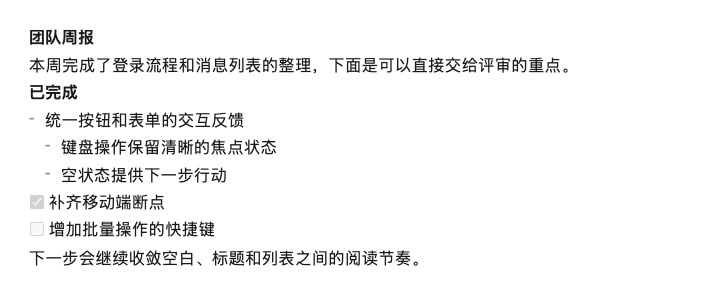 团队周报
本周完成了登录流程和消息列表的整理，下面是可以直接交给评审的重点。
已完成
- 统一按钮和表单的交互反馈
- 键盘操作保留清晰的焦点状态
- 空状态提供下一步行动
补齐移动端断点
增加批量操作的快捷键
下一步会继续收敛空白、标题和列表之间的阅读节奏。